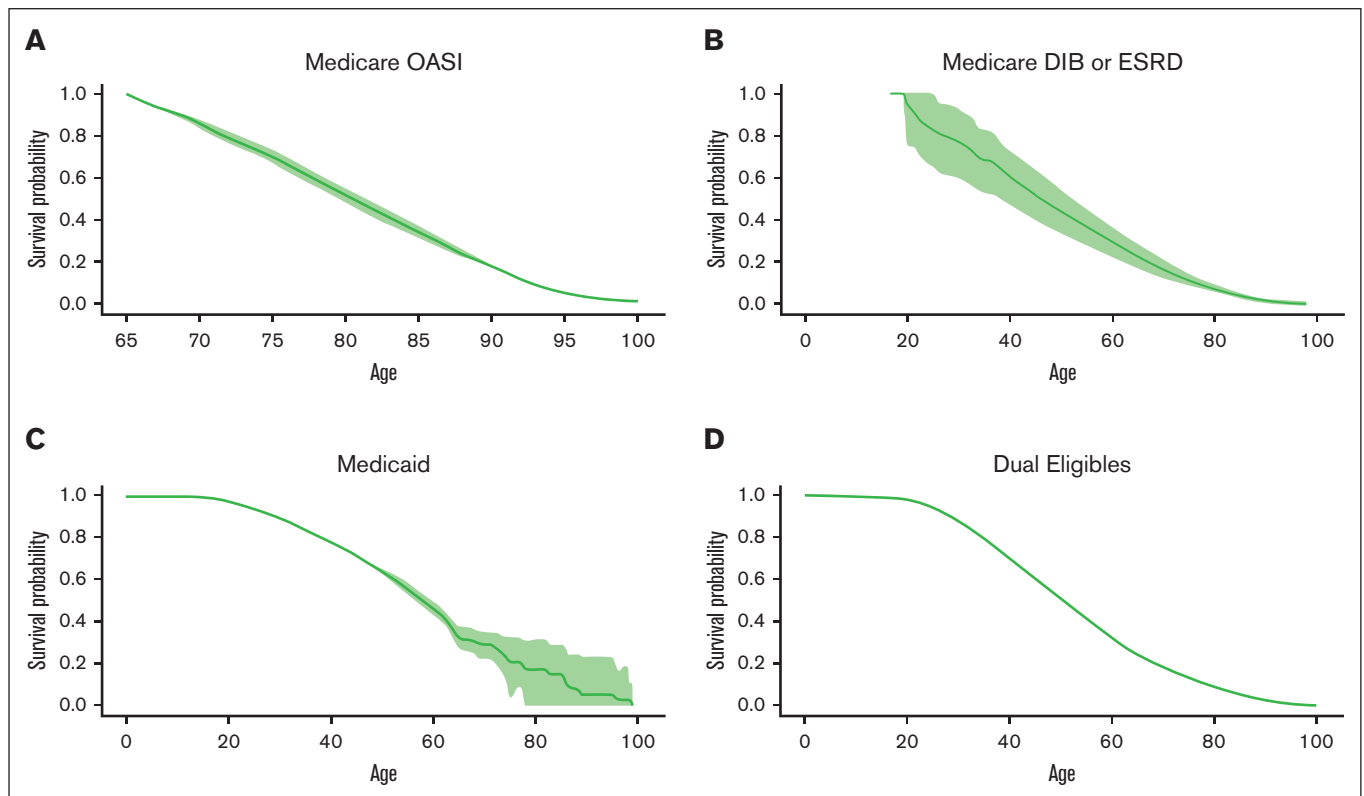 A
Medicare OASI
Survival probability
1.0
0.8
0.6
0.4
0.2
0.0
65 70 75 80 85 90 95 100
Age
B
Medicare DIB or ESRD
Survival probability
1.0
0.8
0.6
0.4
0.2
0.0
0 20 40 60 80 100
Age
C
Medicaid
Survival probability
1.0
0.8
0.6
0.4
0.2
0.0
0 20 40 60 80 100
Age
D
Dual Eligibles
Survival probability
1.0
0.8
0.6
0.4
0.2
0.0
0 20 40 60 80 100
Age